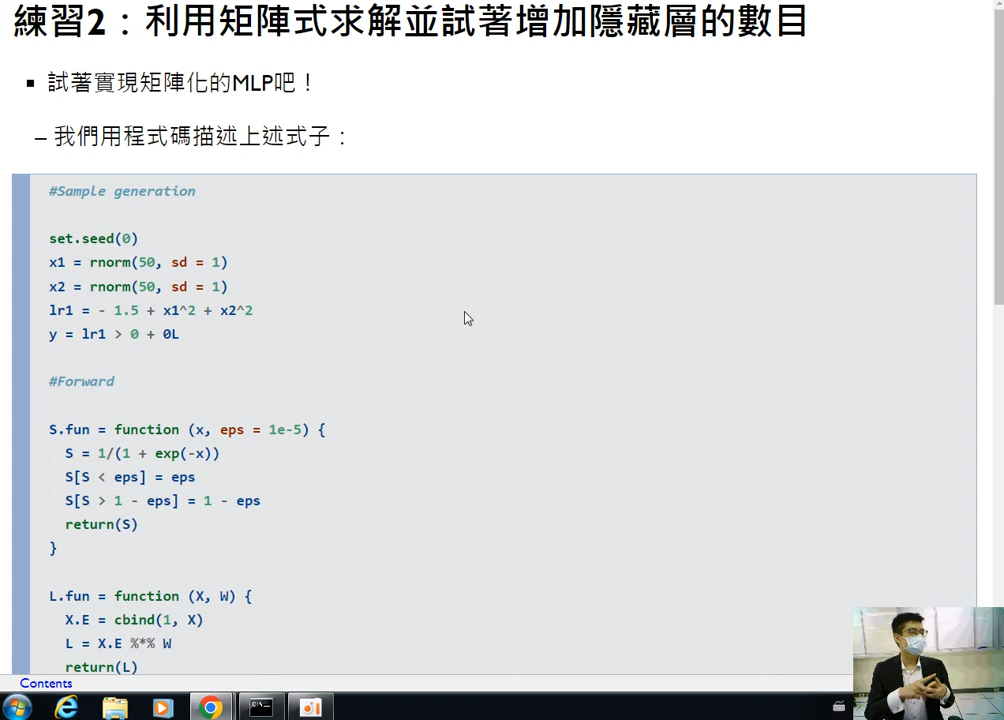 練習2：利用矩陣式求解並試著增加隱藏層的數目
▪ 試著實現矩陣化的MLP吧！
– 我們用程式碼描述上述式子：
#Sample generation
set.seed(0)
x1 = rnorm(50, sd = 1)
x2 = rnorm(50, sd = 1)
lr1 = - 1.5 + x1^2 + x2^2
y = lr1 > 0 + 0L
#Forward
S.fun = function (x, eps = 1e-5) {
S = 1/(1 + exp(-x))
S[S < eps] = eps
S[S > 1 - eps] = 1 - eps
return(S)
}
L.fun = function (X, W) {
X.E = cbind(1, X)
L = X.E %*% W
return(L)
Contents